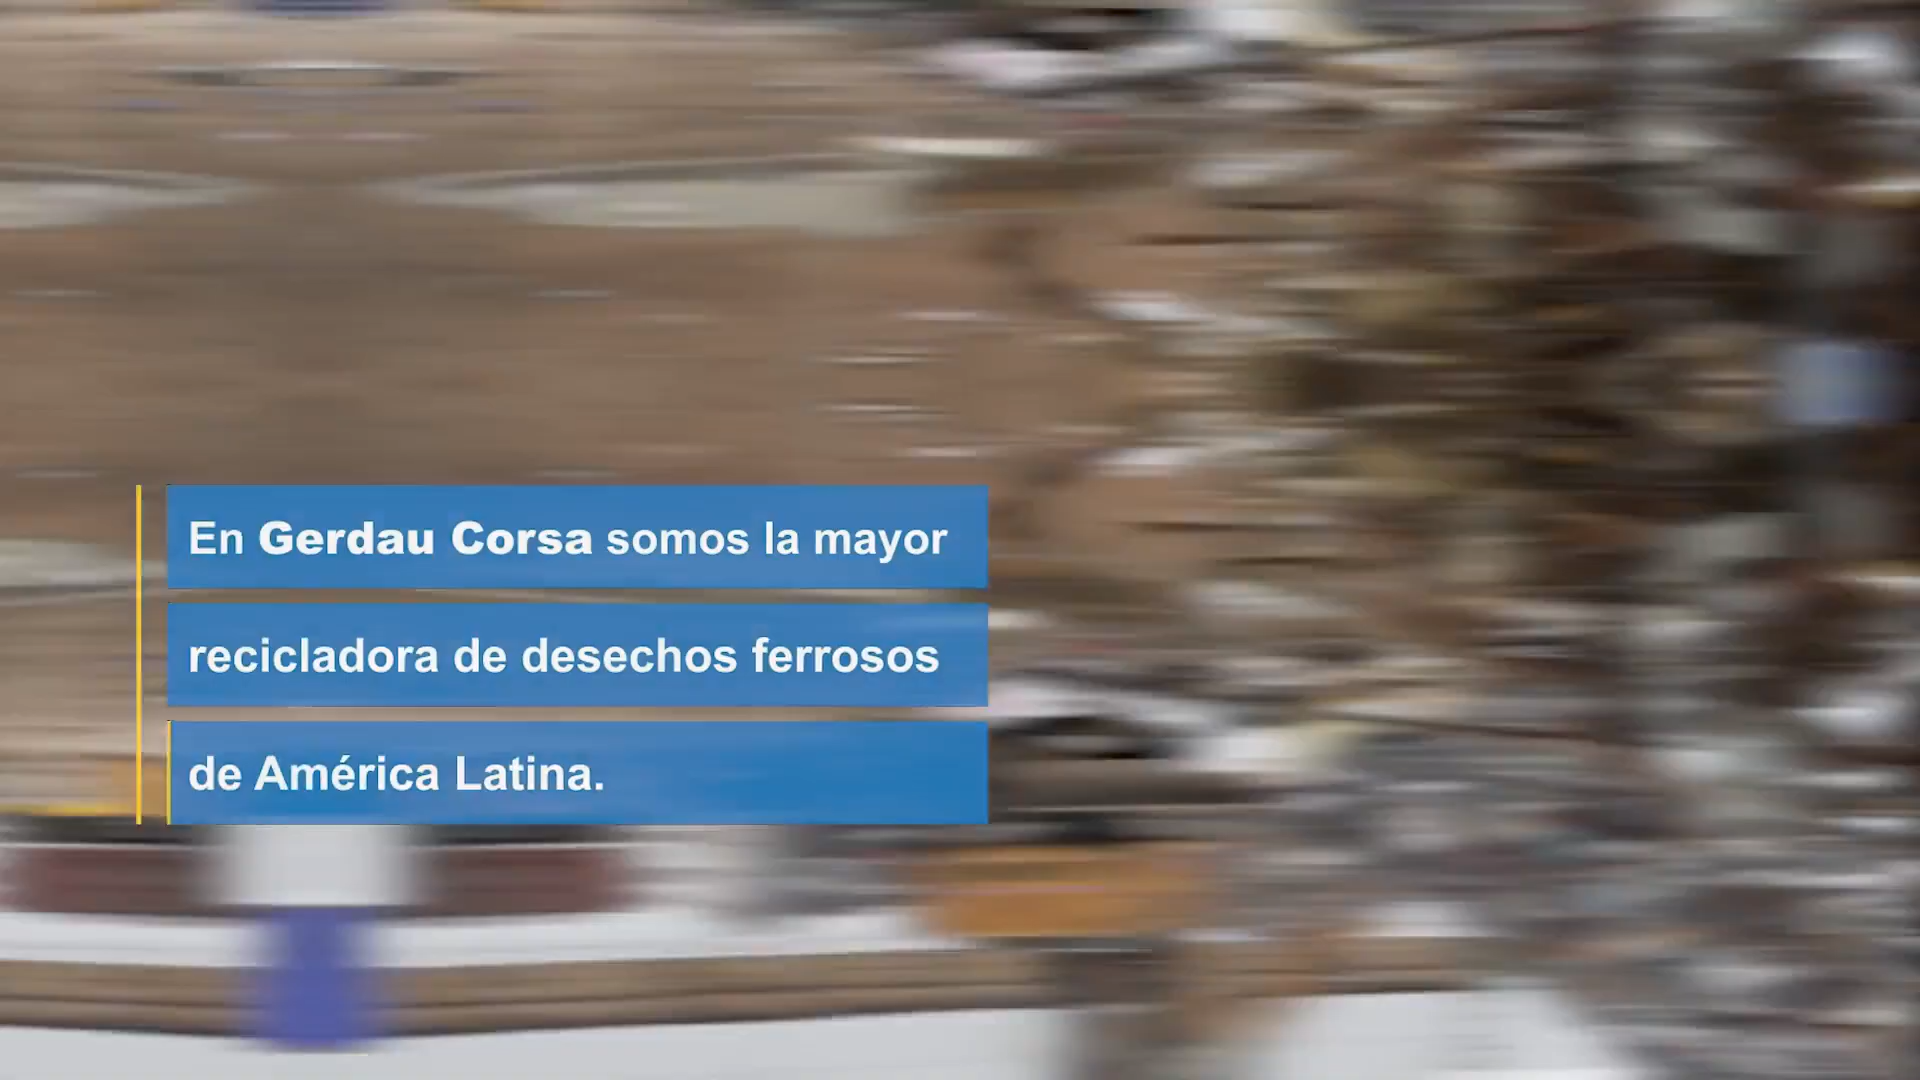 En Gerdau Corsa somos la mayor
recicladora de desechos ferrosos
de América Latina.